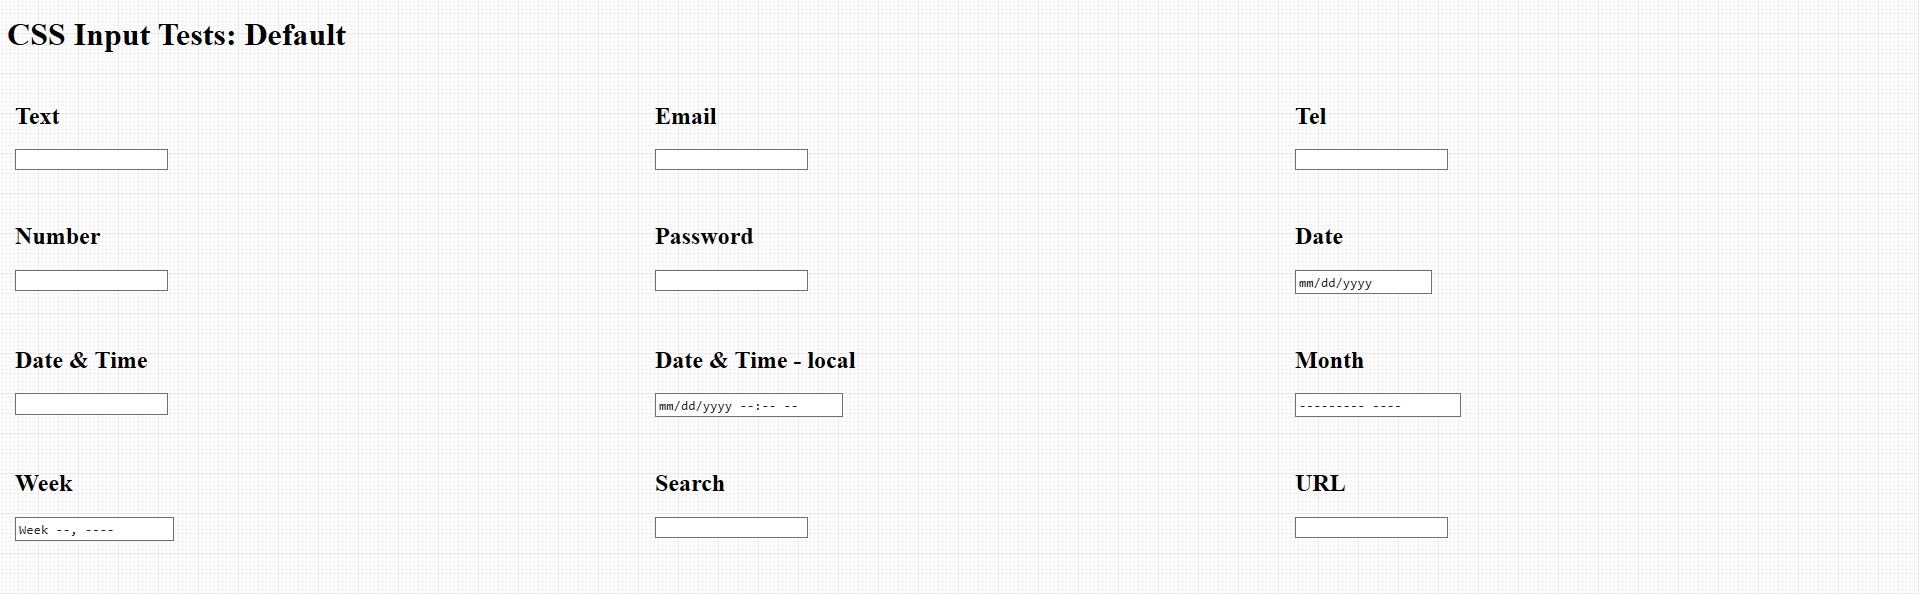 CSS Input Tests: Default
Text
Email
Tel
Number
Password
Date
mm/dd/yyyy
Date & Time
Date & Time - local
Month
mm/dd/yyyy --:-- --
--------- ----
Week
Search
URL
Week --, ----